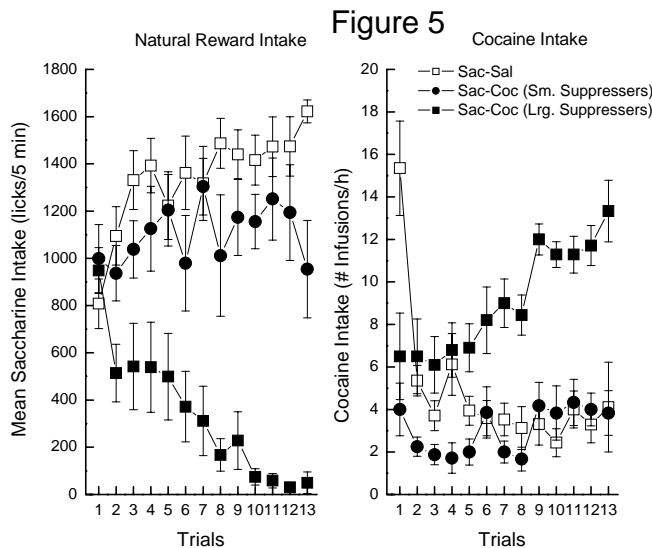 Figure 5
Natural Reward Intake
Mean Saccharine Intake (licks/5 min)
1800
1600
1400
1200
1000
800
600
400
200
0
1 2 3 4 5 6 7 8 9 10 11 12 13
Trials
Cocaine Intake
Sac-Sal
Sac-Coc (Sm. Suppressers)
Sac-Coc (Lrg. Suppressers)
Cocaine Intake (# Infusions/h)
20
18
16
14
12
10
8
6
4
2
0
1 2 3 4 5 6 7 8 9 10 11 12 13
Trials